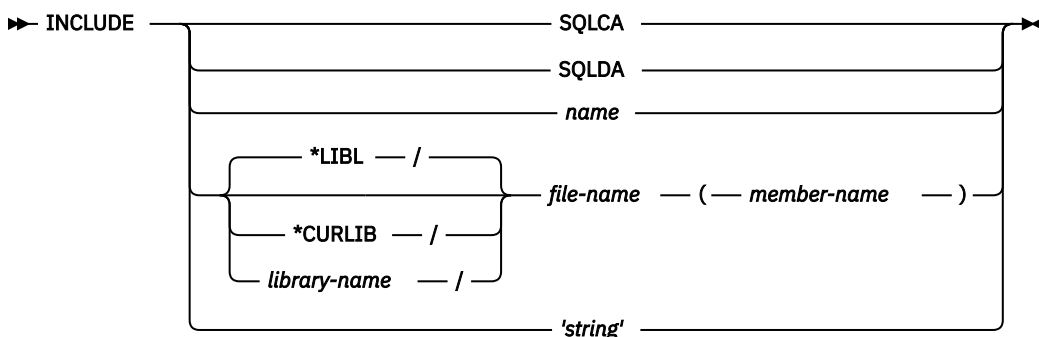 INCLUDE SQLCA
SQLDA
name
*LIBL /
file-name ( member-name )
*CURLIB /
library-name /
'string'